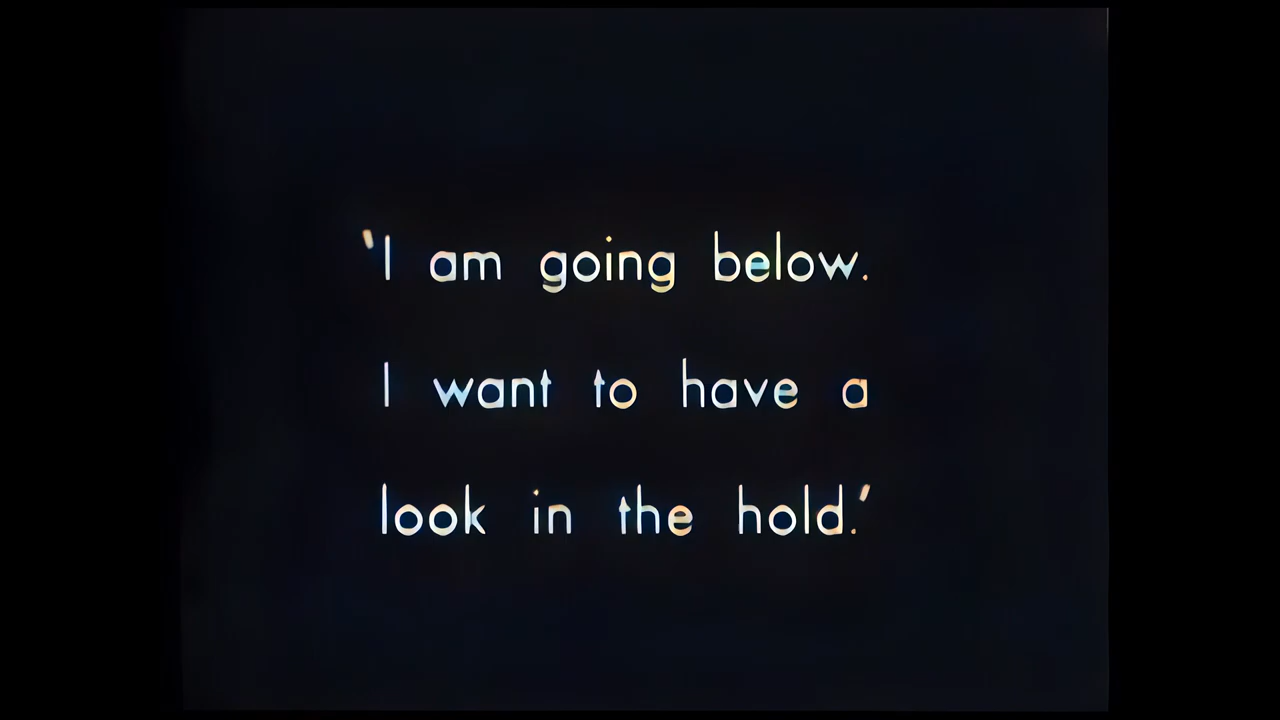 ‘I am going below.
I want to have a
look in the hold.’